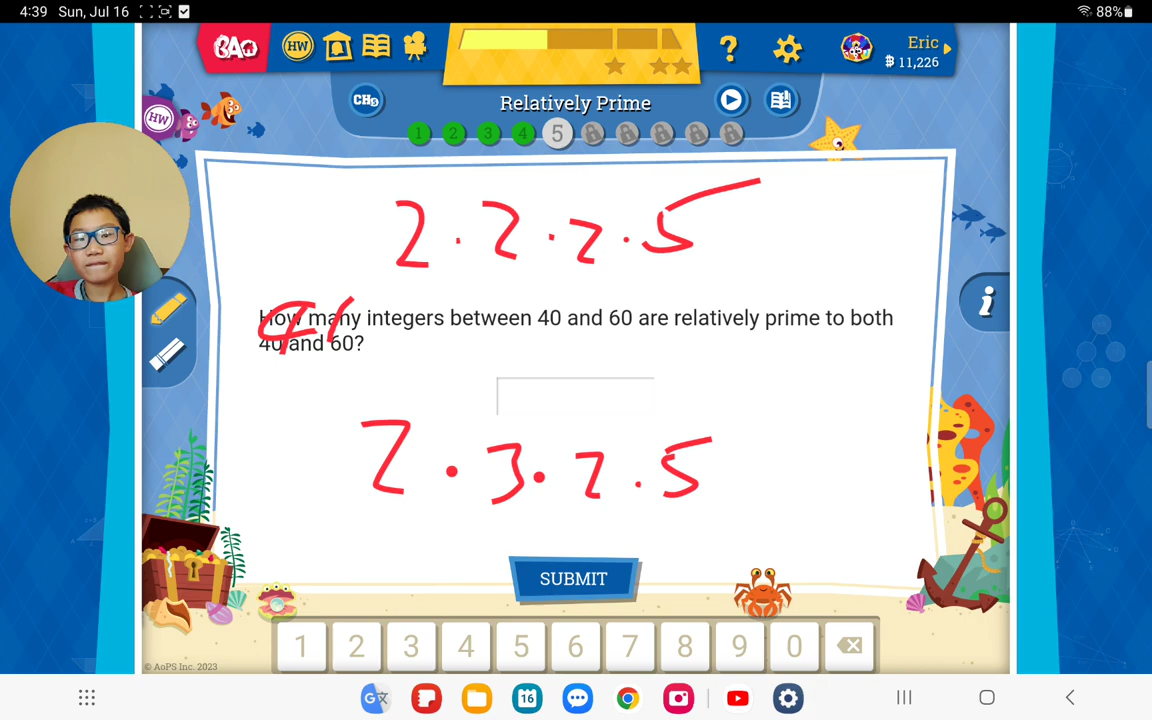 4:39 Sun, Jul 16
88%
BA
HW
?
Eric
฿ 11,226
CH5
Relatively Prime
HW
1 2 3 4 5
2 · 2 · 2 · 5
How many integers between 40 and 60 are relatively prime to both
40 and 60?
41
2 · 3 · 2 · 5
i
SUBMIT
1 2 3 4 5 6 7 8 9 0
© AoPS Inc. 2023
G
16